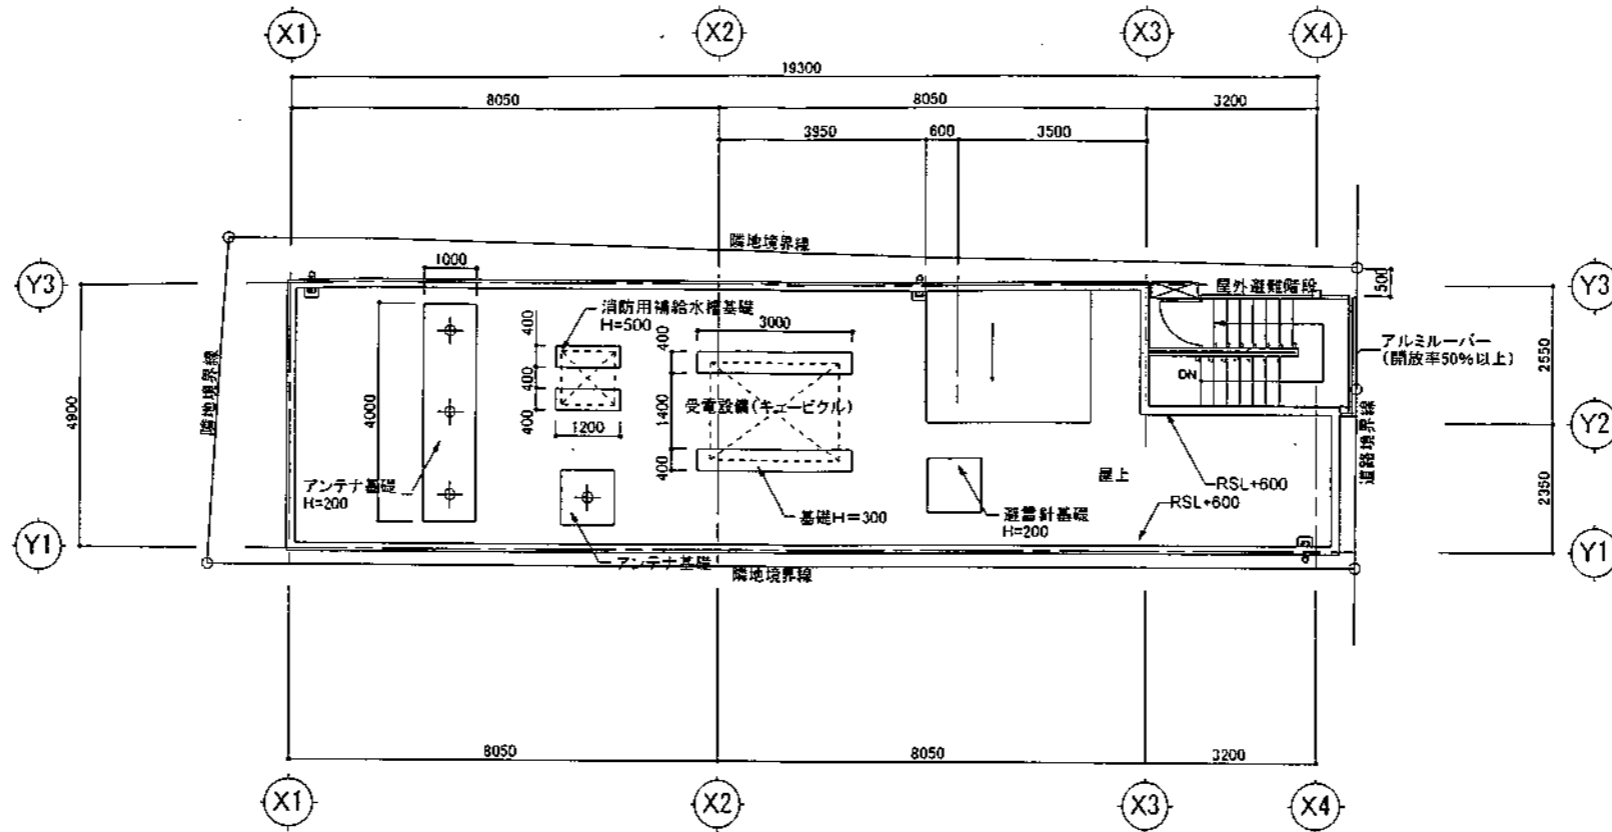 X1
X2
X3
X4
19300
8050
8050
3200
3950
600
3500
隣地境界線
1000
Y3
Y3
500
屋外避難階段
消防用補給水槽基礎
H=500
400
400
400
1200
3000
400
1400
400
受電設備(キュービクル)
DN
アルミルーバー
(開放率50%以上)
2550
4900
隣地境界線
4000
アンテナ基礎
H=200
Y2
道路境界線
屋上
RSL+600
RSL+600
2350
基礎H=300
避雷針基礎
H=200
アンテナ基礎
隣地境界線
Y1
Y1
8050
8050
3200
X1
X2
X3
X4